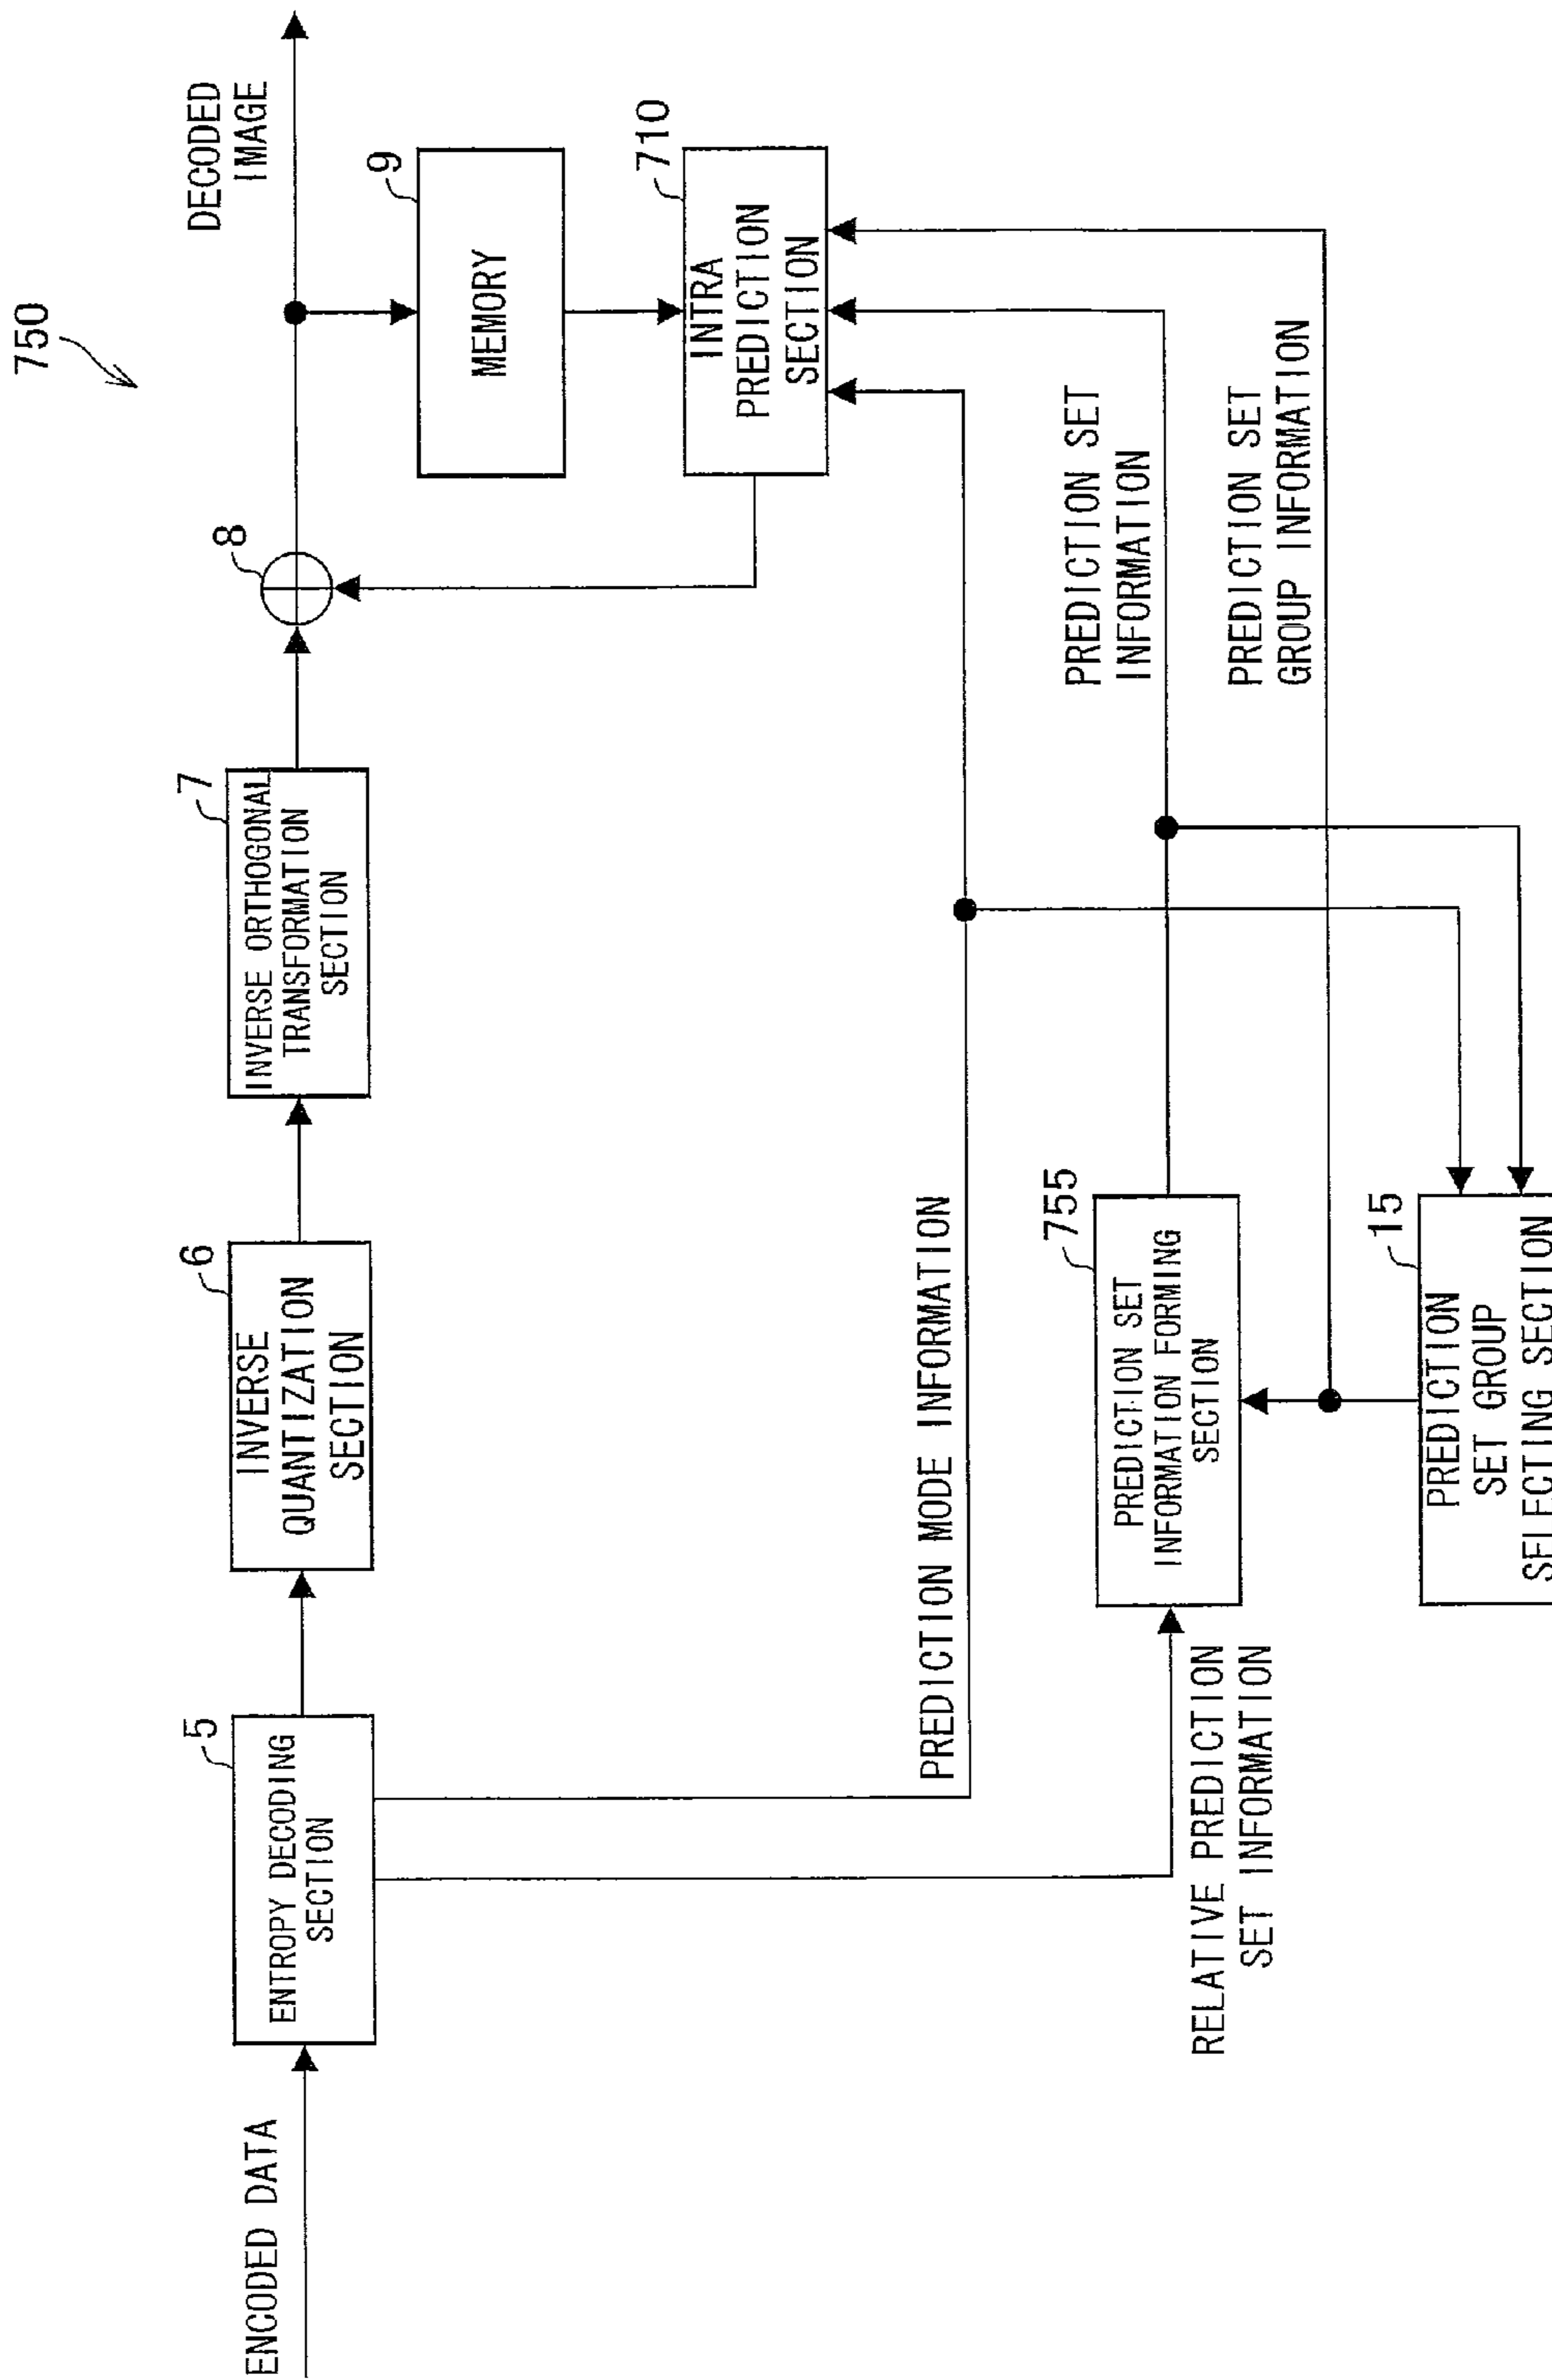 750
ENCODED DATA
5
ENTROPY DECODING
SECTION
6
INVERSE
QUANTIZATION
SECTION
7
INVERSE ORTHOGONAL
TRANSFORMATION
SECTION
8
DECODED
IMAGE
9
MEMORY
710
INTRA
PREDICTION
SECTION
PREDICTION MODE INFORMATION
RELATIVE PREDICTION
SET INFORMATION
755
PREDICTION SET
INFORMATION FORMING
SECTION
PREDICTION SET
INFORMATION
PREDICTION SET
GROUP INFORMATION
15
PREDICTION
SET GROUP
SELECTING SECTION